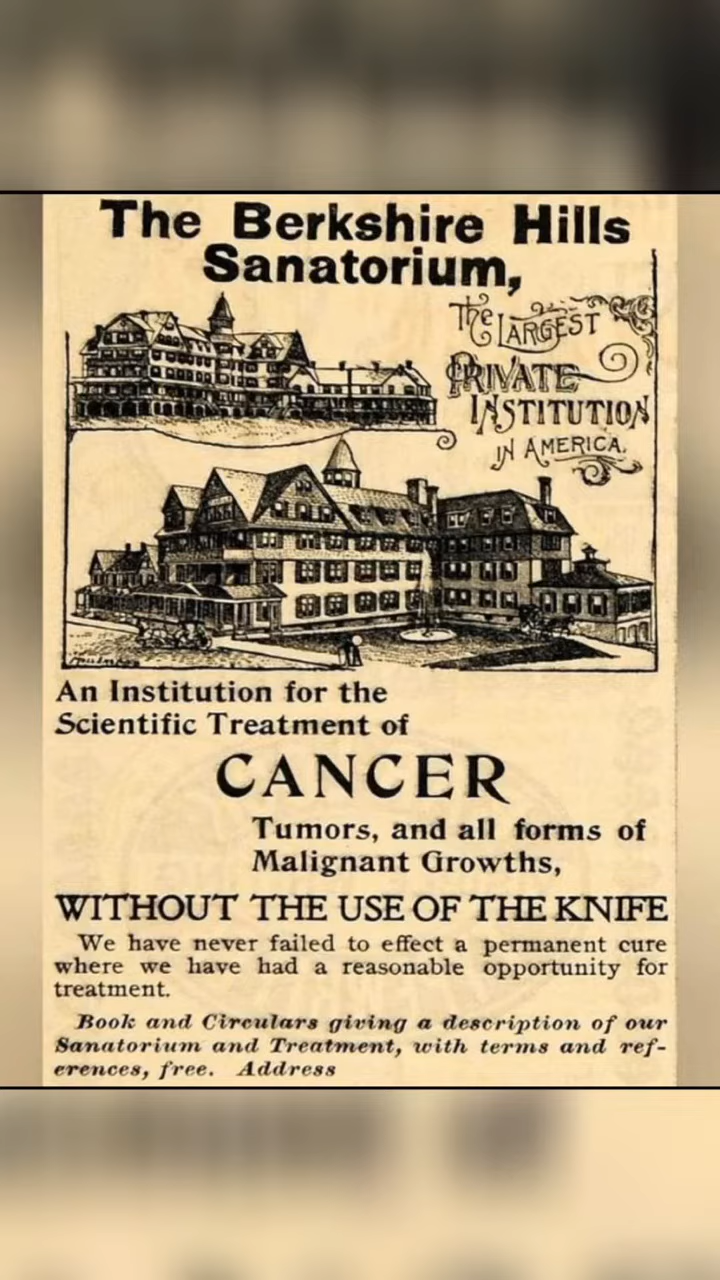 The Berkshire Hills
Sanatorium,
The LARGEST
PRIVATE
INSTITUTION
IN AMERICA.
An Institution for the
Scientific Treatment of
CANCER
Tumors, and all forms of
Malignant Growths,
WITHOUT THE USE OF THE KNIFE
We have never failed to effect a permanent cure
where we have had a reasonable opportunity for
treatment.
Book and Circulars giving a description of our
Sanatorium and Treatment, with terms and ref-
erences, free. Address